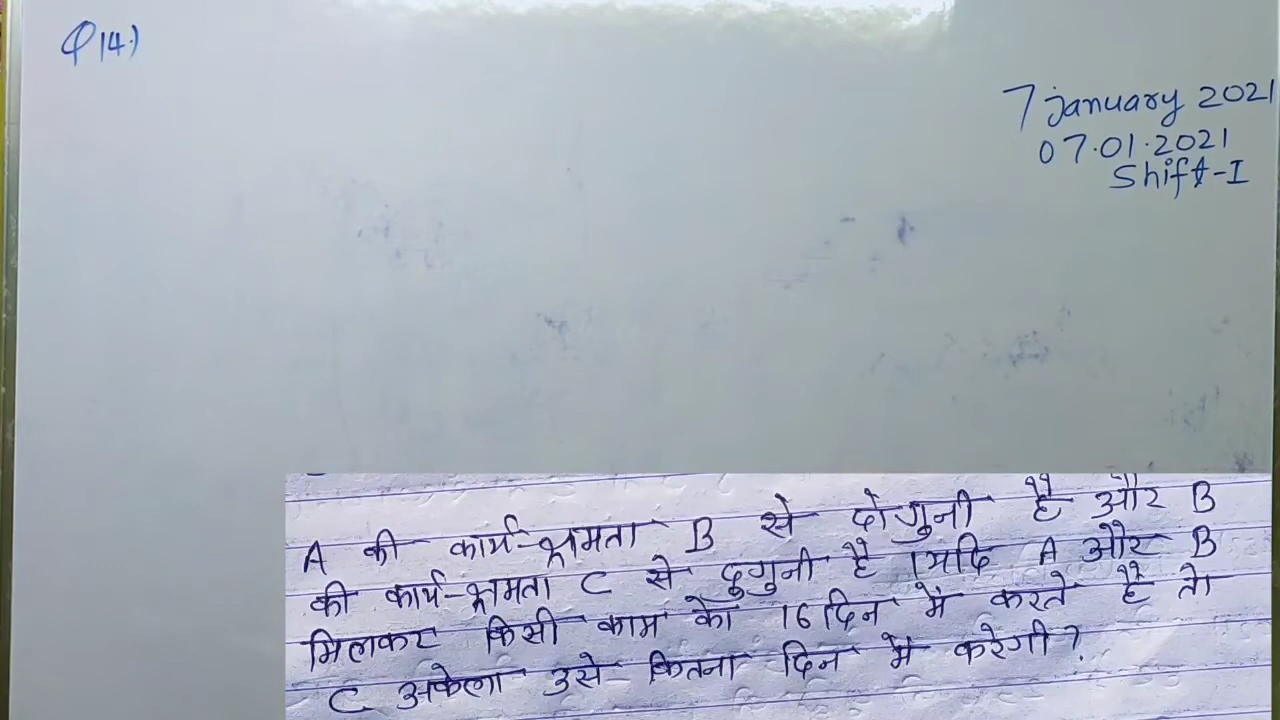 Q 14.)
7 january 2021
07.01.2021
Shift-I
A की कार्य-क्षमता B से दोगुनी है और B
की कार्य-क्षमता C से दुगुनी है।यदि A और B
मिलकर किसी काम को 16 दिन में करते है तो
C अकेला उसे कितना दिन में करेगी?